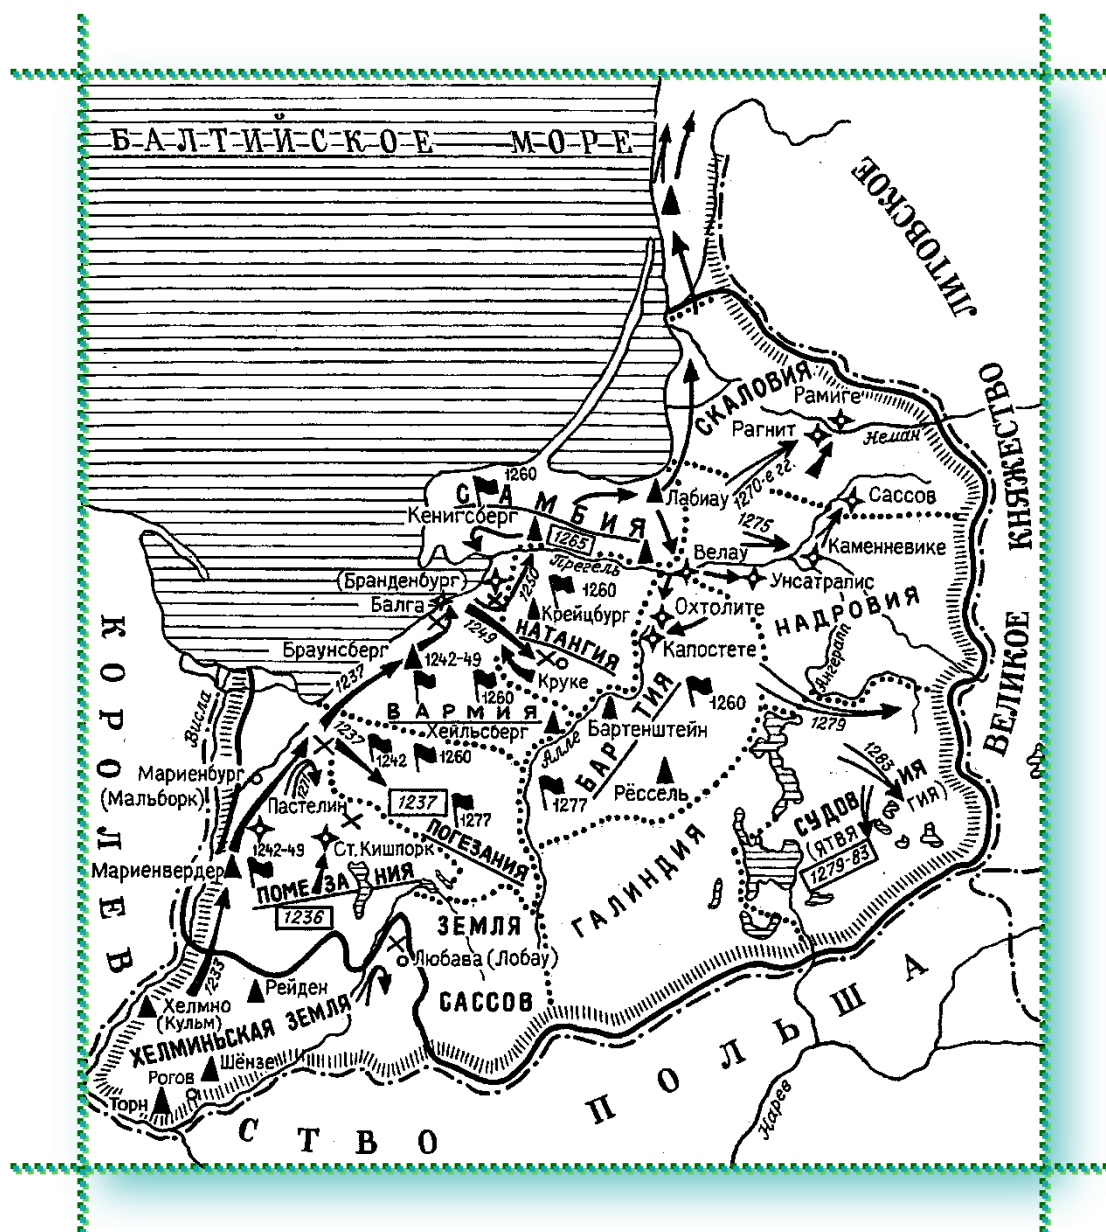 БАЛТИЙСКОЕ МОРЕ
ЛИТОВСКОЕ
КНЯЖЕСТВО
ВЕЛИКОЕ
СКАЛОВИЯ
Рамиге
Рагнит
Неман
1270-е гг.
1260
САМБИЯ
Лабиау
Сассов
Кенигсберг
1265
1275
Каменневике
Прегель
Велау
Унсатрапис
(Бранденбург)
1250
1260
Балга
Крейцбург
Охтолите
НАДРОВИЯ
1249
НАТАНГИЯ
Капостете
Браунсберг
1242-49
Круке
Ангерапп
1237
1260
1260
БАРТИЯ
ВАРМИЯ
Хейльсберг
Алле
Бартенштейн
1279
Висла
1237
1242
1260
1283
Мариенбург
(Мальборк)
Пастелин
1237
1277
1277
Рёссель
СУДОВИЯ
(ЯТВЯГИЯ)
1279-83
ПОГЕЗАНИЯ
1242-49
Ст.Кишпорк
Мариенвердер
ПОМЕЗАНИЯ
1236
ГАЛИНДИЯ
ЗЕМЛЯ
САССОВ
Любава (Лобау)
1233
Рейден
Хелмно
(Кульм)
ХЕЛМИНЬСКАЯ ЗЕМЛЯ
Шёнзе
Рогов
Торн
КОРОЛЕВ
СТВО
ПОЛЬША
Нарев